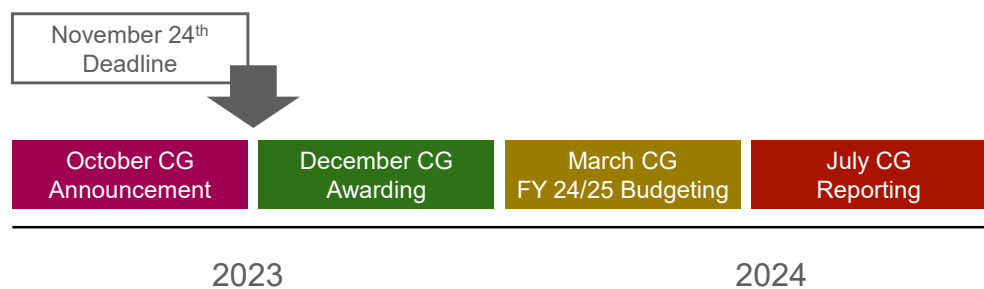 November 24th
Deadline
October CG
Announcement
December CG
Awarding
March CG
FY 24/25 Budgeting
July CG
Reporting
2023
2024